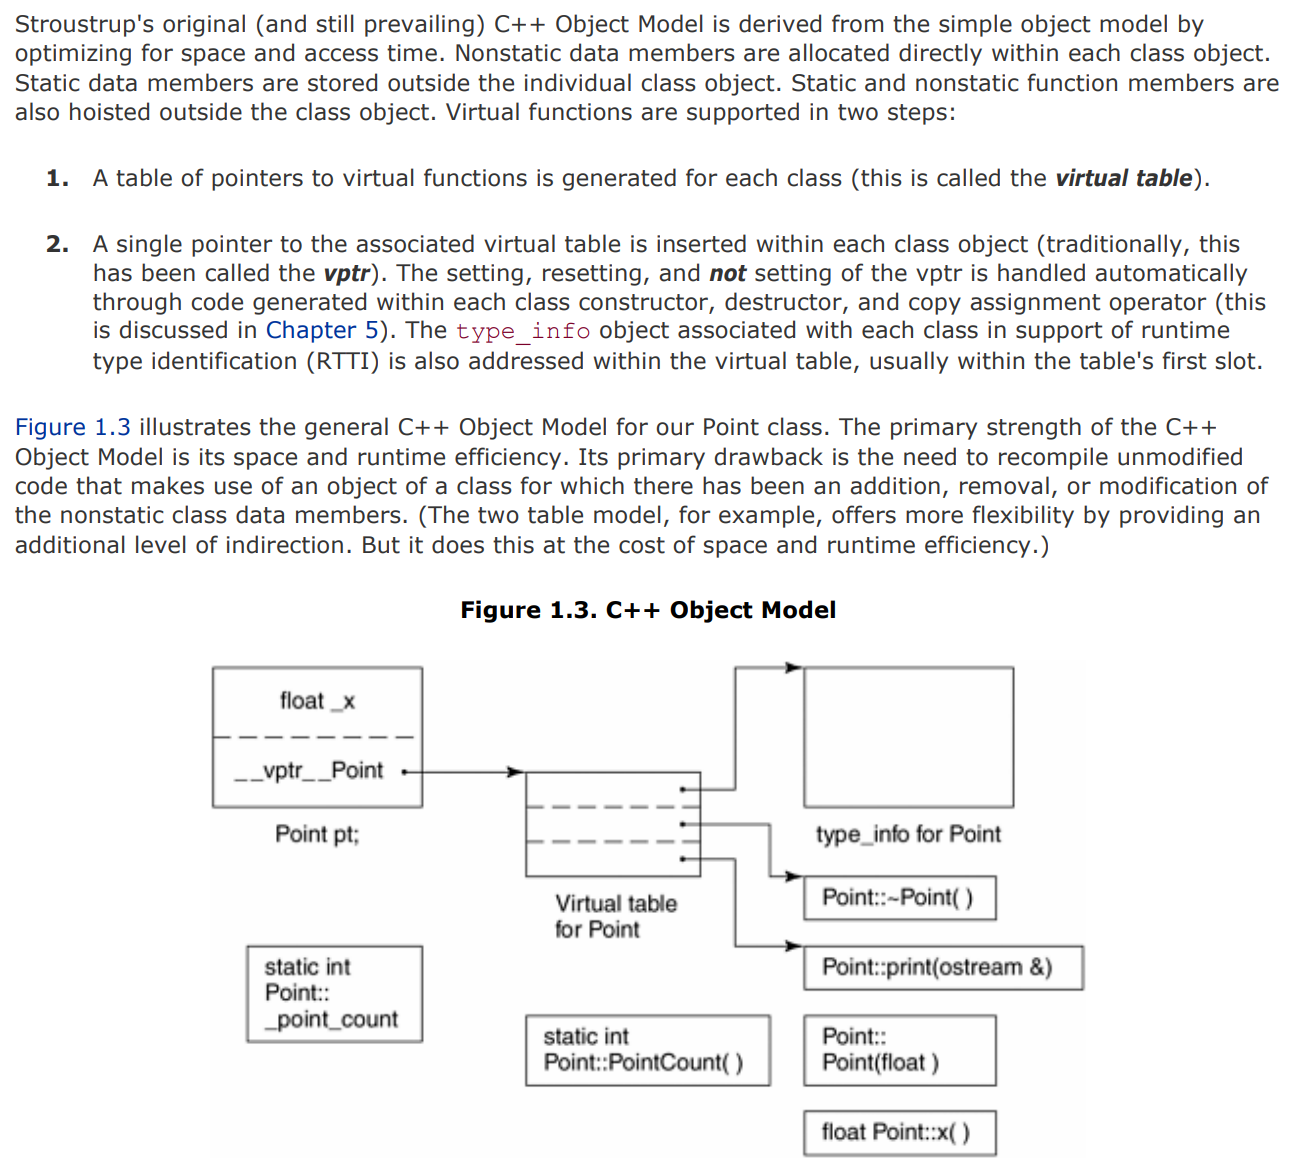 Stroustrup's original (and still prevailing) C++ Object Model is derived from the simple object model by
optimizing for space and access time. Nonstatic data members are allocated directly within each class object.
Static data members are stored outside the individual class object. Static and nonstatic function members are
also hoisted outside the class object. Virtual functions are supported in two steps:
1. A table of pointers to virtual functions is generated for each class (this is called the virtual table).
2. A single pointer to the associated virtual table is inserted within each class object (traditionally, this
has been called the vptr). The setting, resetting, and not setting of the vptr is handled automatically
through code generated within each class constructor, destructor, and copy assignment operator (this
is discussed in Chapter 5). The type_info object associated with each class in support of runtime
type identification (RTTI) is also addressed within the virtual table, usually within the table's first slot.
Figure 1.3 illustrates the general C++ Object Model for our Point class. The primary strength of the C++
Object Model is its space and runtime efficiency. Its primary drawback is the need to recompile unmodified
code that makes use of an object of a class for which there has been an addition, removal, or modification of
the nonstatic class data members. (The two table model, for example, offers more flexibility by providing an
additional level of indirection. But it does this at the cost of space and runtime efficiency.)
Figure 1.3. C++ Object Model
float _x
__vptr__Point
Point pt;
Virtual table
for Point
type_info for Point
Point::~Point( )
Point::print(ostream &)
static int
Point::
_point_count
static int
Point::PointCount( )
Point::
Point(float )
float Point::x( )